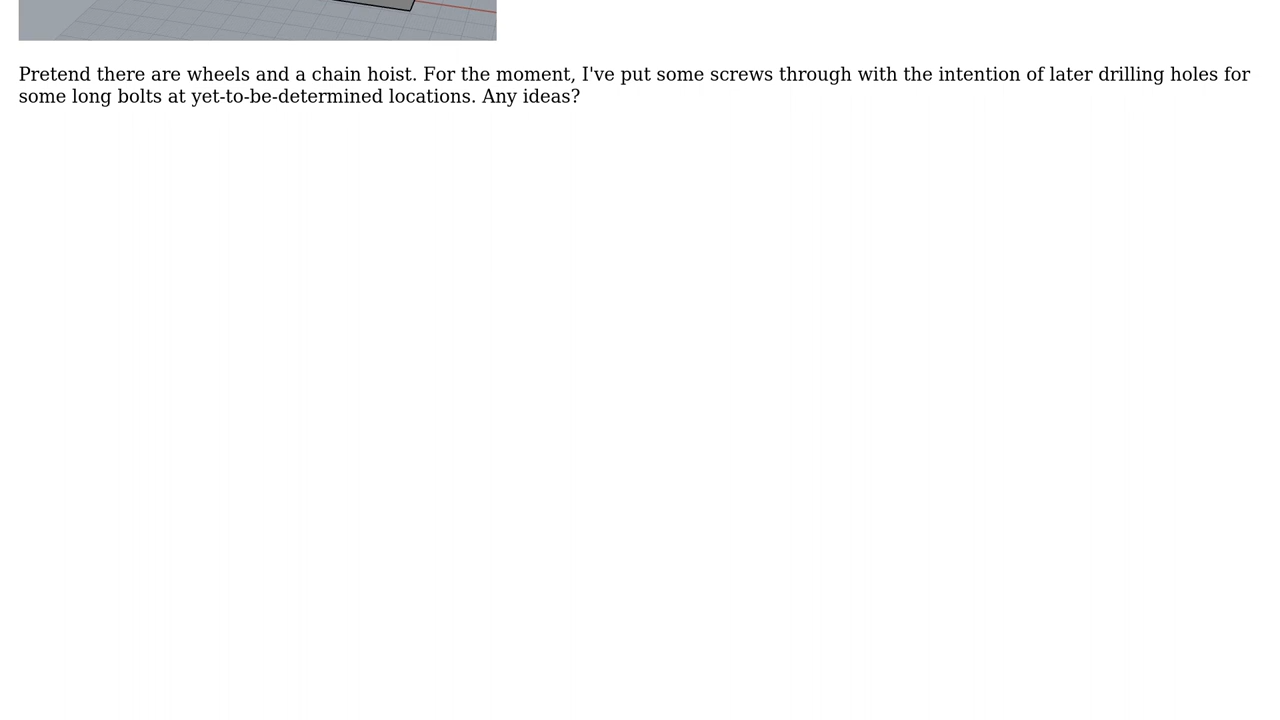 Pretend there are wheels and a chain hoist. For the moment, I've put some screws through with the intention of later drilling holes for
some long bolts at yet-to-be-determined locations. Any ideas?